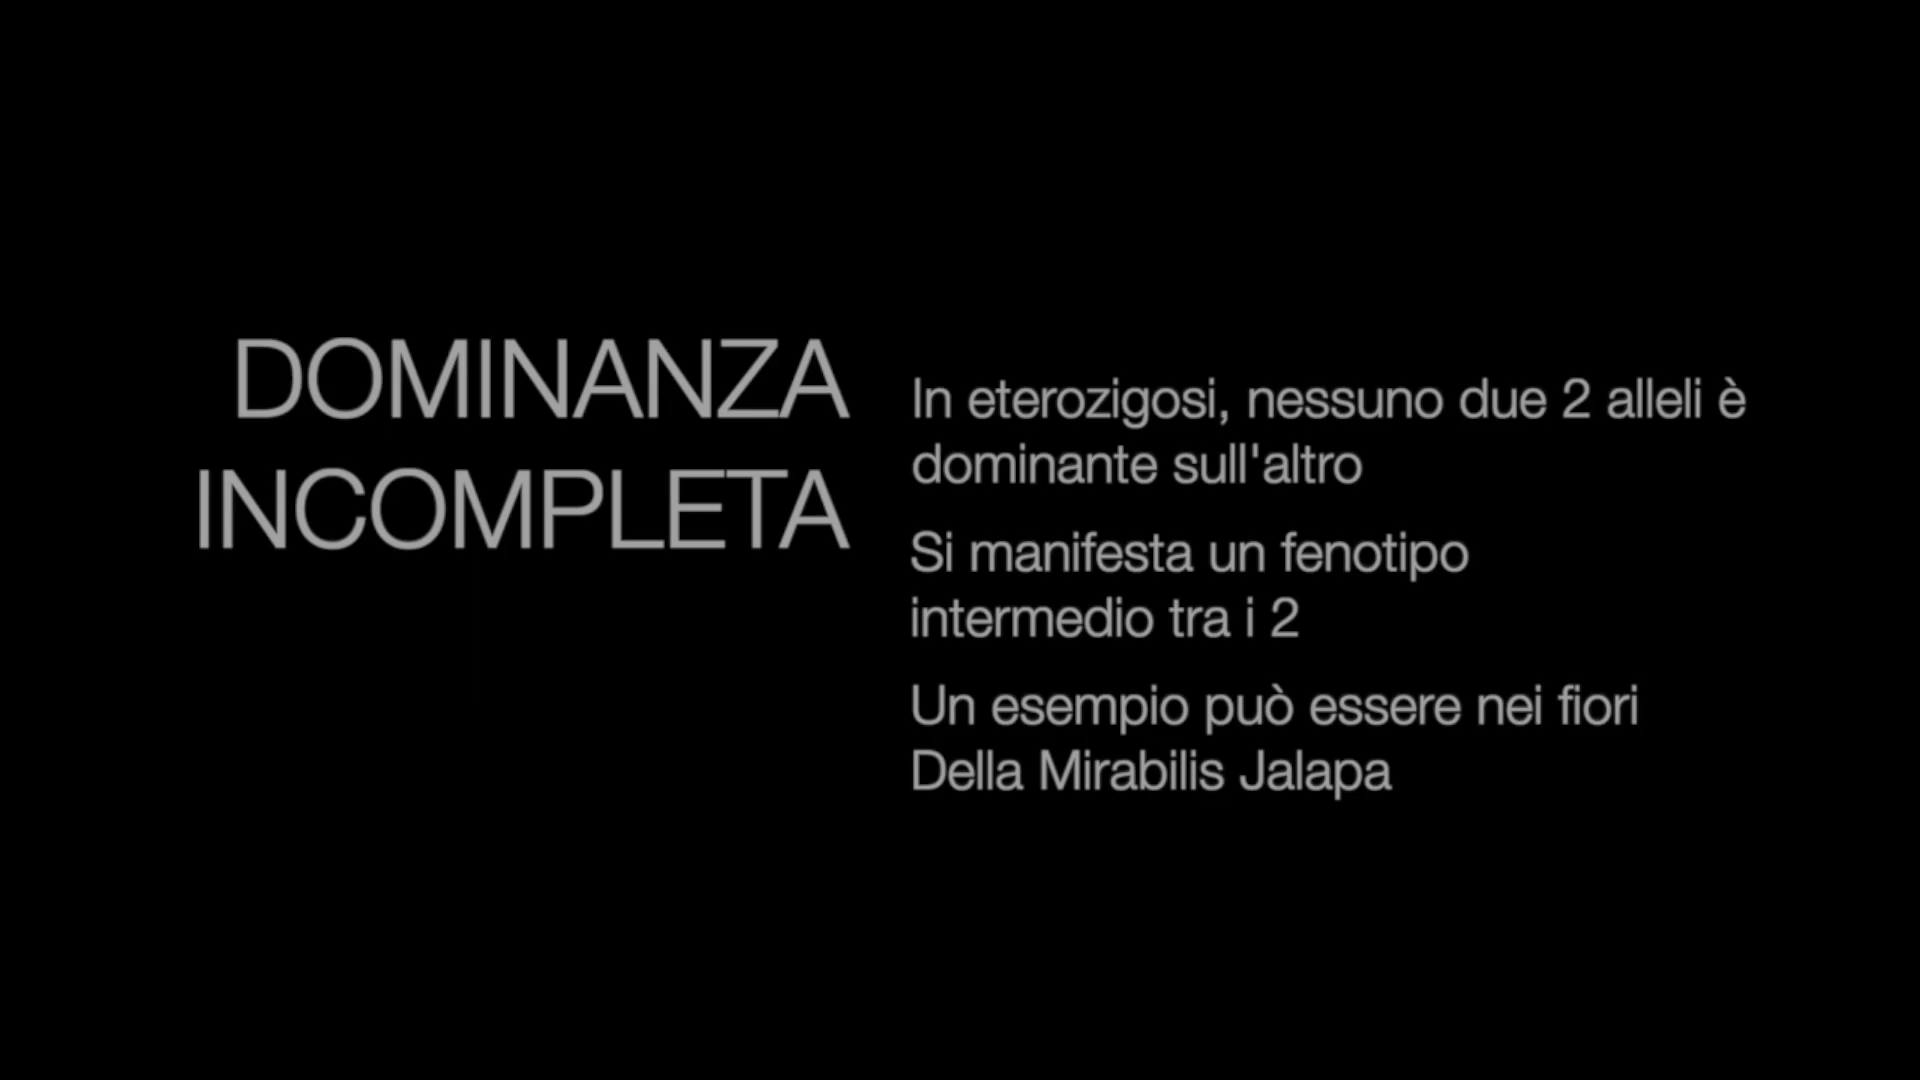 DOMINANZA
INCOMPLETA
In eterozigosi, nessuno due 2 alleli è
dominante sull'altro
Si manifesta un fenotipo
intermedio tra i 2
Un esempio può essere nei fiori
Della Mirabilis Jalapa